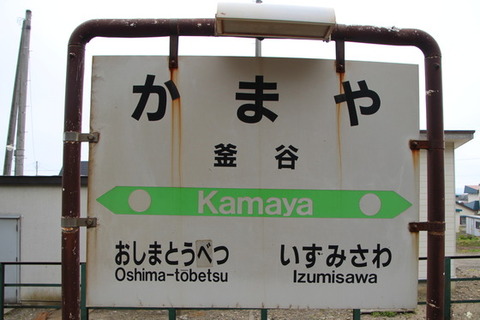 かまや
釜谷
Kamaya
おしまとうべつ いずみさわ
Oshima-tōbetsu Izumisawa